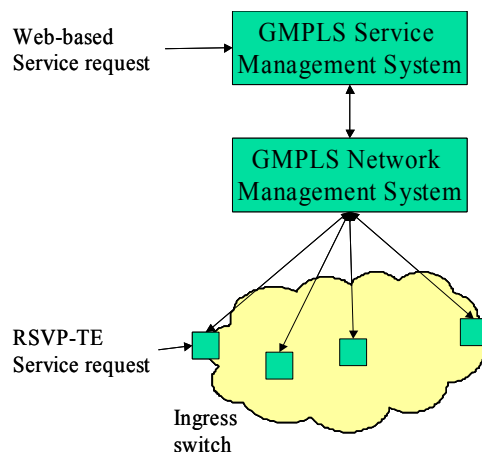 Web-based
Service request
GMPLS Service
Management System
GMPLS Network
Management System
RSVP-TE
Service request
Ingress
switch